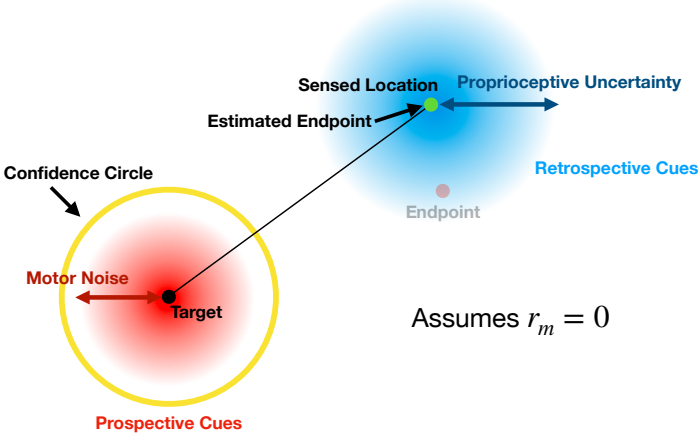 Sensed Location
Proprioceptive Uncertainty
Estimated Endpoint
Confidence Circle
Retrospective Cues
Endpoint
Motor Noise
Target
Assumes r_m = 0
Prospective Cues